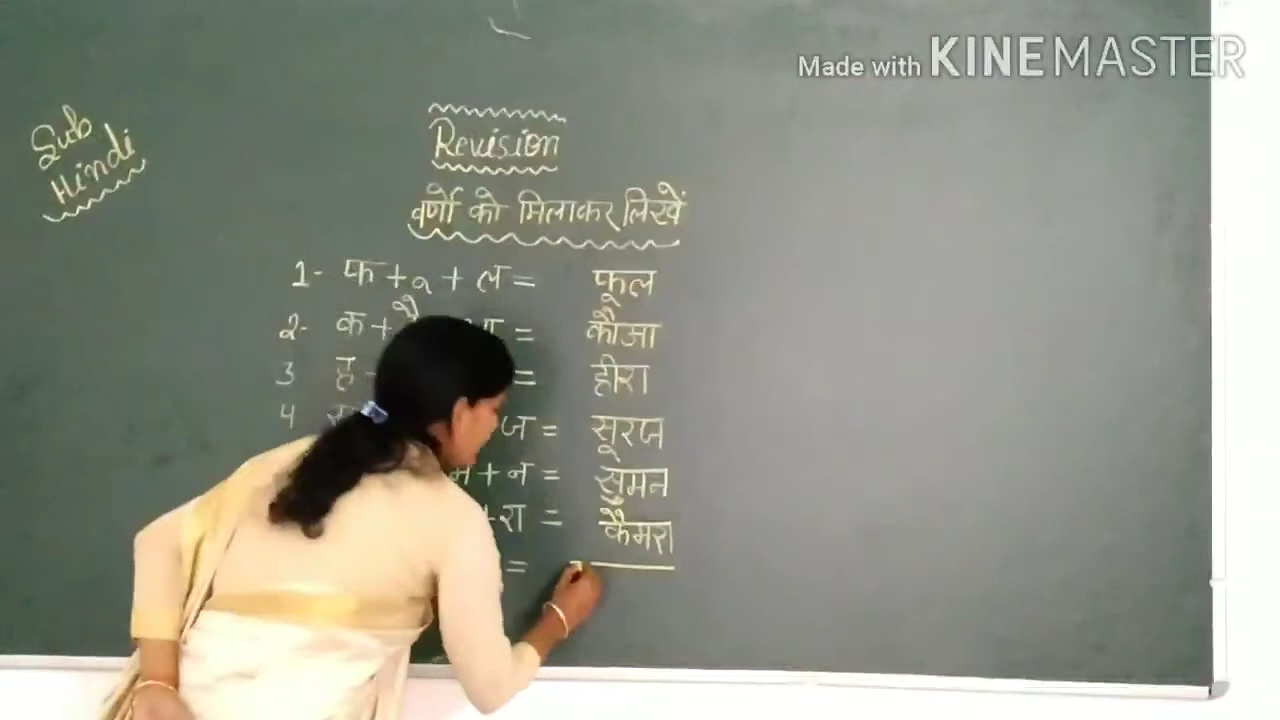 Made with KINEMASTER
Sub
Hindi
Revision
वर्णो को मिलाकर लिखें
1- फ + ू + ल = फूल
2- क + ौ = कौआ
3 ह = हीरा
4 ज = सूरज
+ न = सुमन
+ रा = कैमरा
=